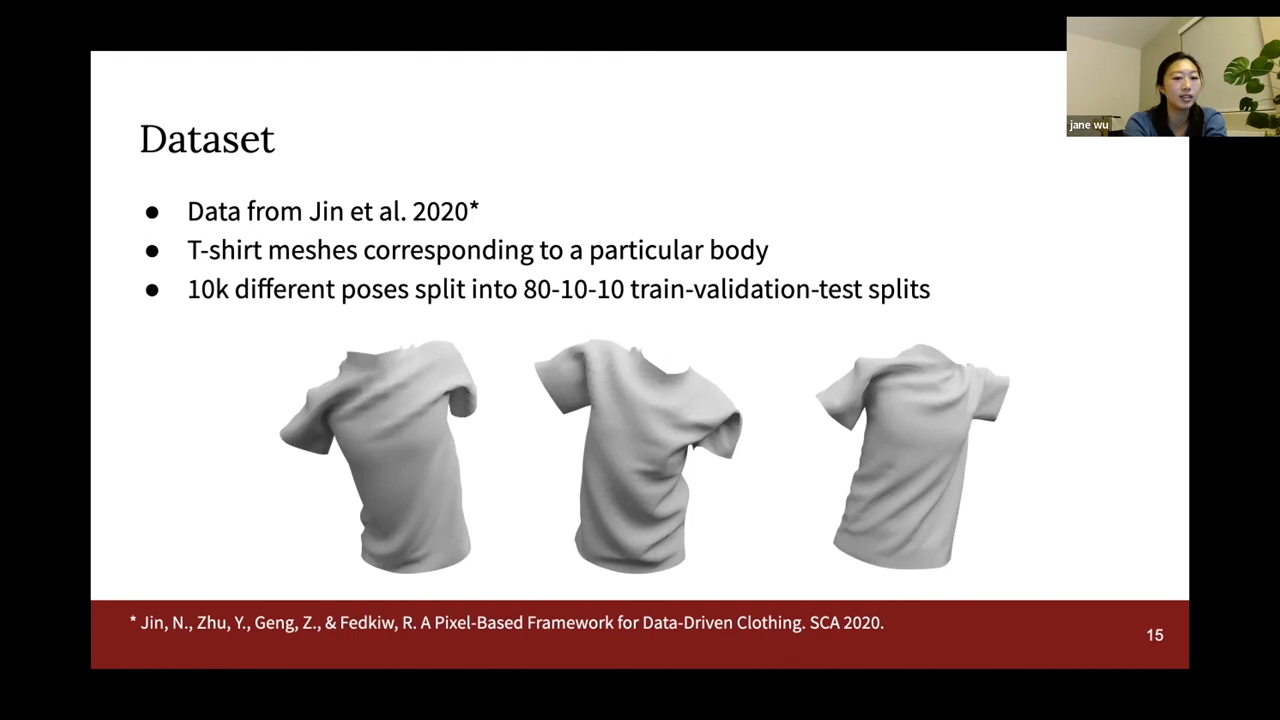 jane wu
Dataset
● Data from Jin et al. 2020*
● T-shirt meshes corresponding to a particular body
● 10k different poses split into 80-10-10 train-validation-test splits
* Jin, N., Zhu, Y., Geng, Z., & Fedkiw, R. A Pixel-Based Framework for Data-Driven Clothing. SCA 2020.
15